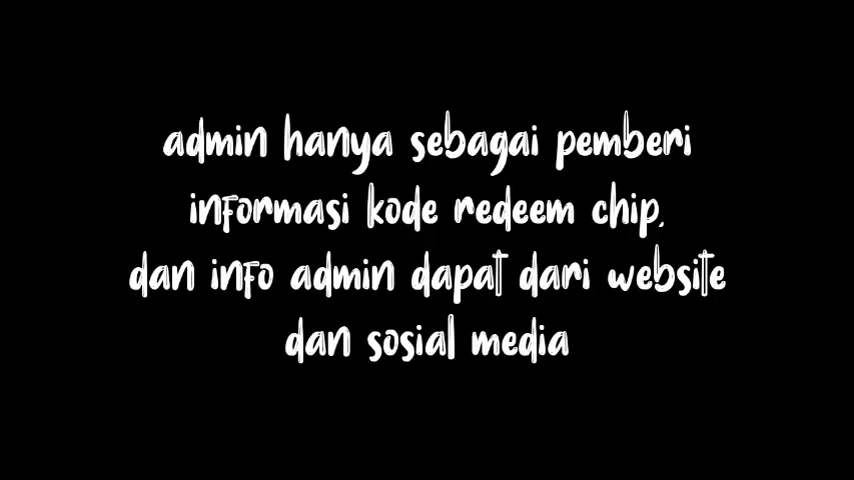 admin hanya sebagai pemberi
informasi kode redeem chip,
dan info admin dapat dari website
dan sosial media